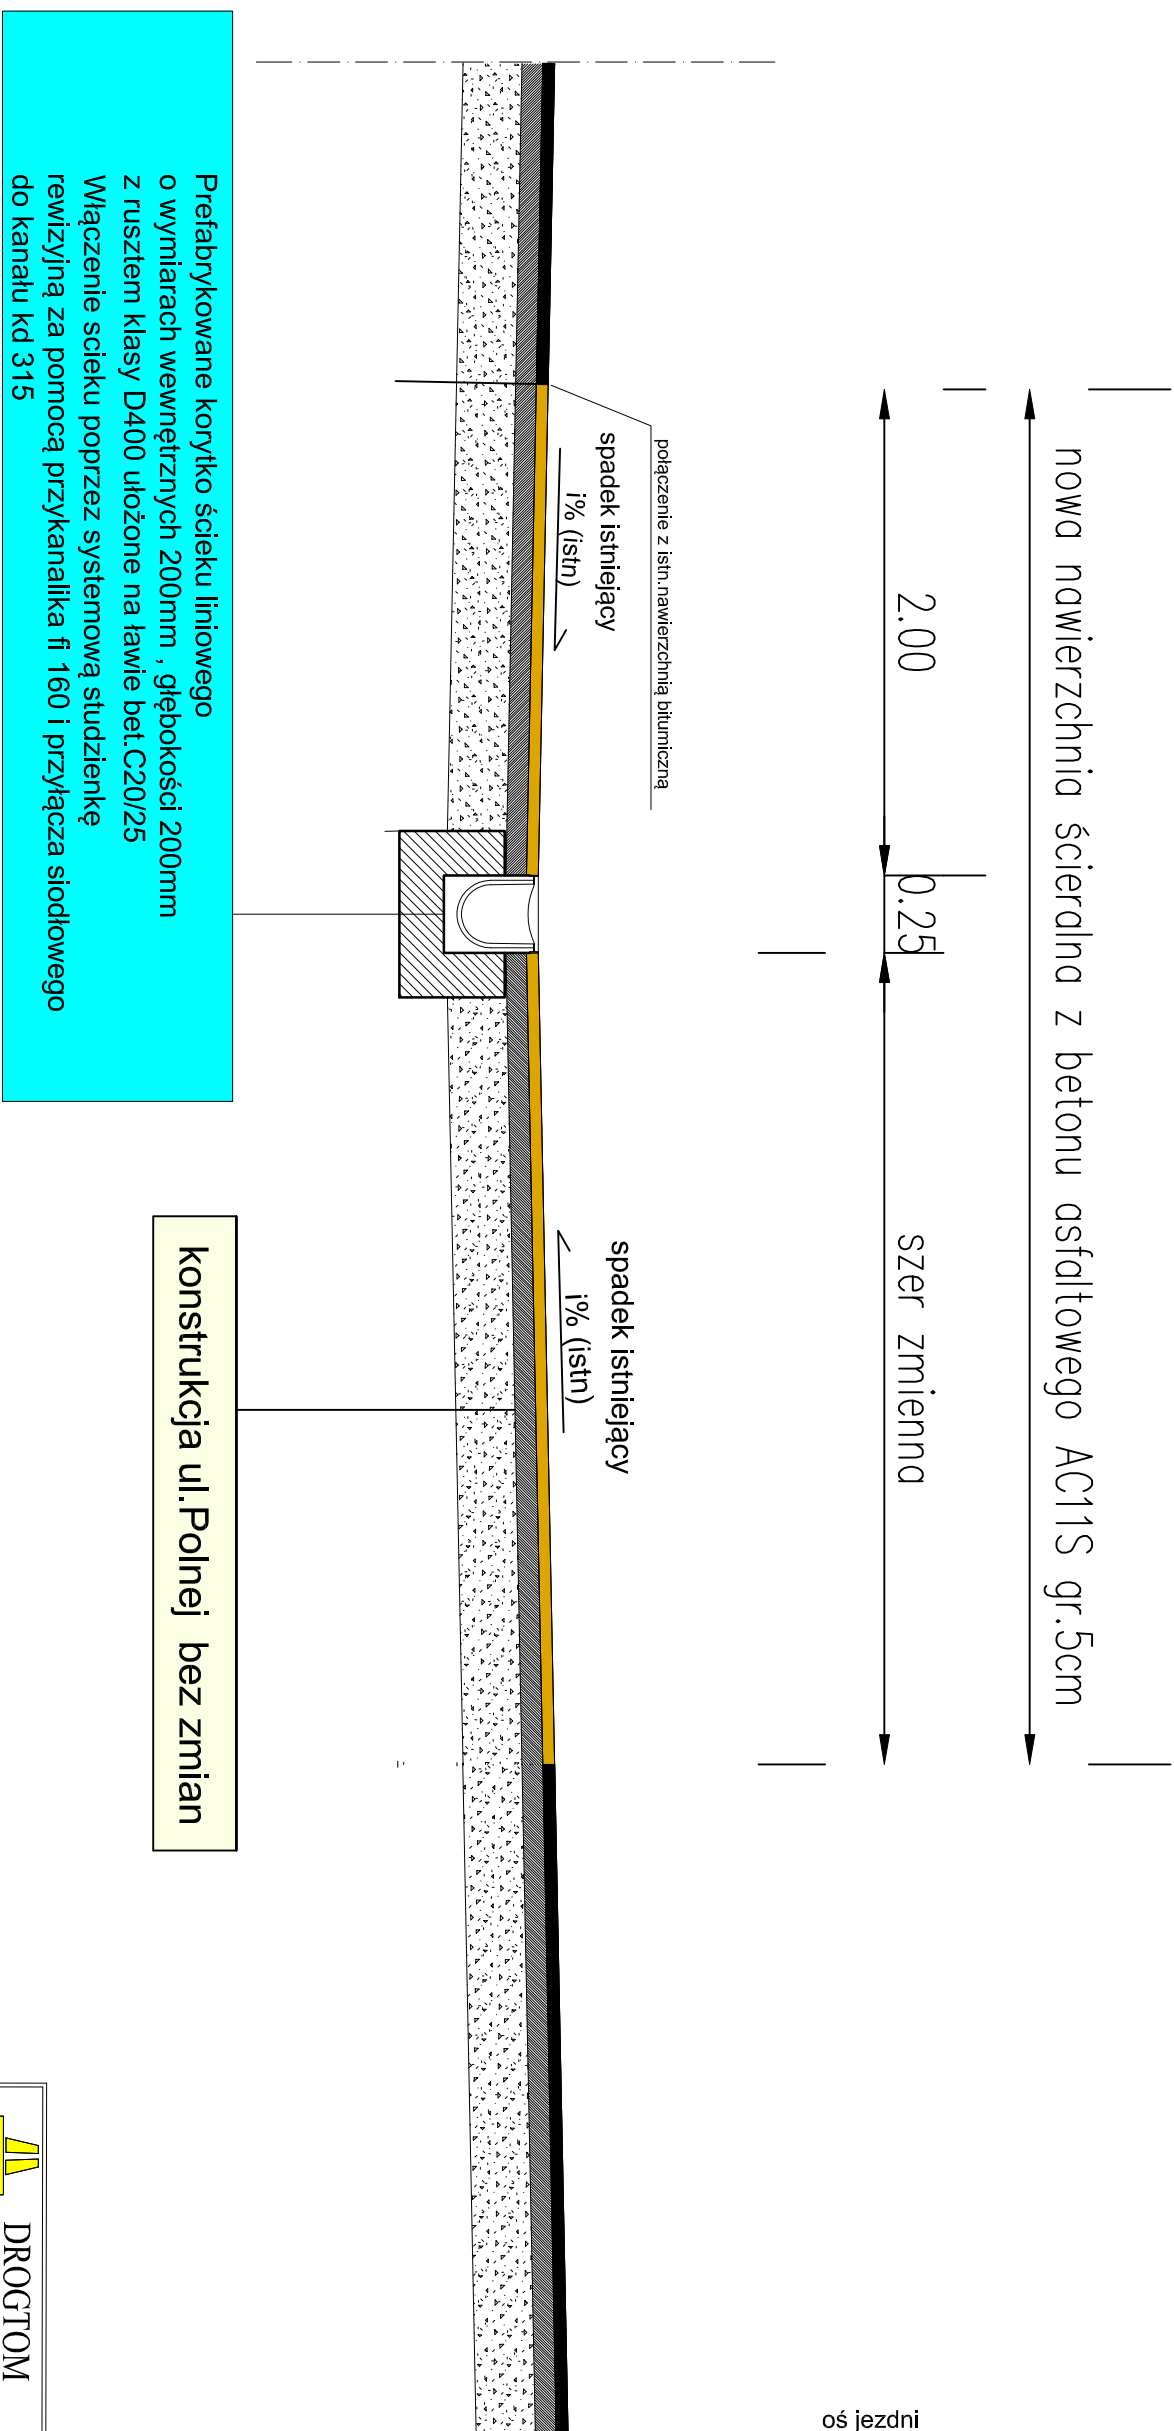 nowa nawierzchnia ścieralna z betonu asfaltowego AC11S gr.5cm
2.00
0.25
szer zmienna
połączenie z istn.nawierzchnią bitumiczną
spadek istniejący
i% (istn)
spadek istniejący
i% (istn)
Prefabrykowane korytko ścieku liniowego
o wymiarach wewnętrznych 200mm , głębokości 200mm
z rusztem klasy D400 ułożone na ławie bet.C20/25
Włączenie scieku poprzez systemową studzienkę
rewizyjną za pomocą przykanalika fi 160 i przyłącza siodłowego
do kanału kd 315
konstrukcja ul.Polnej bez zmian
DROGTOM
oś jezdni